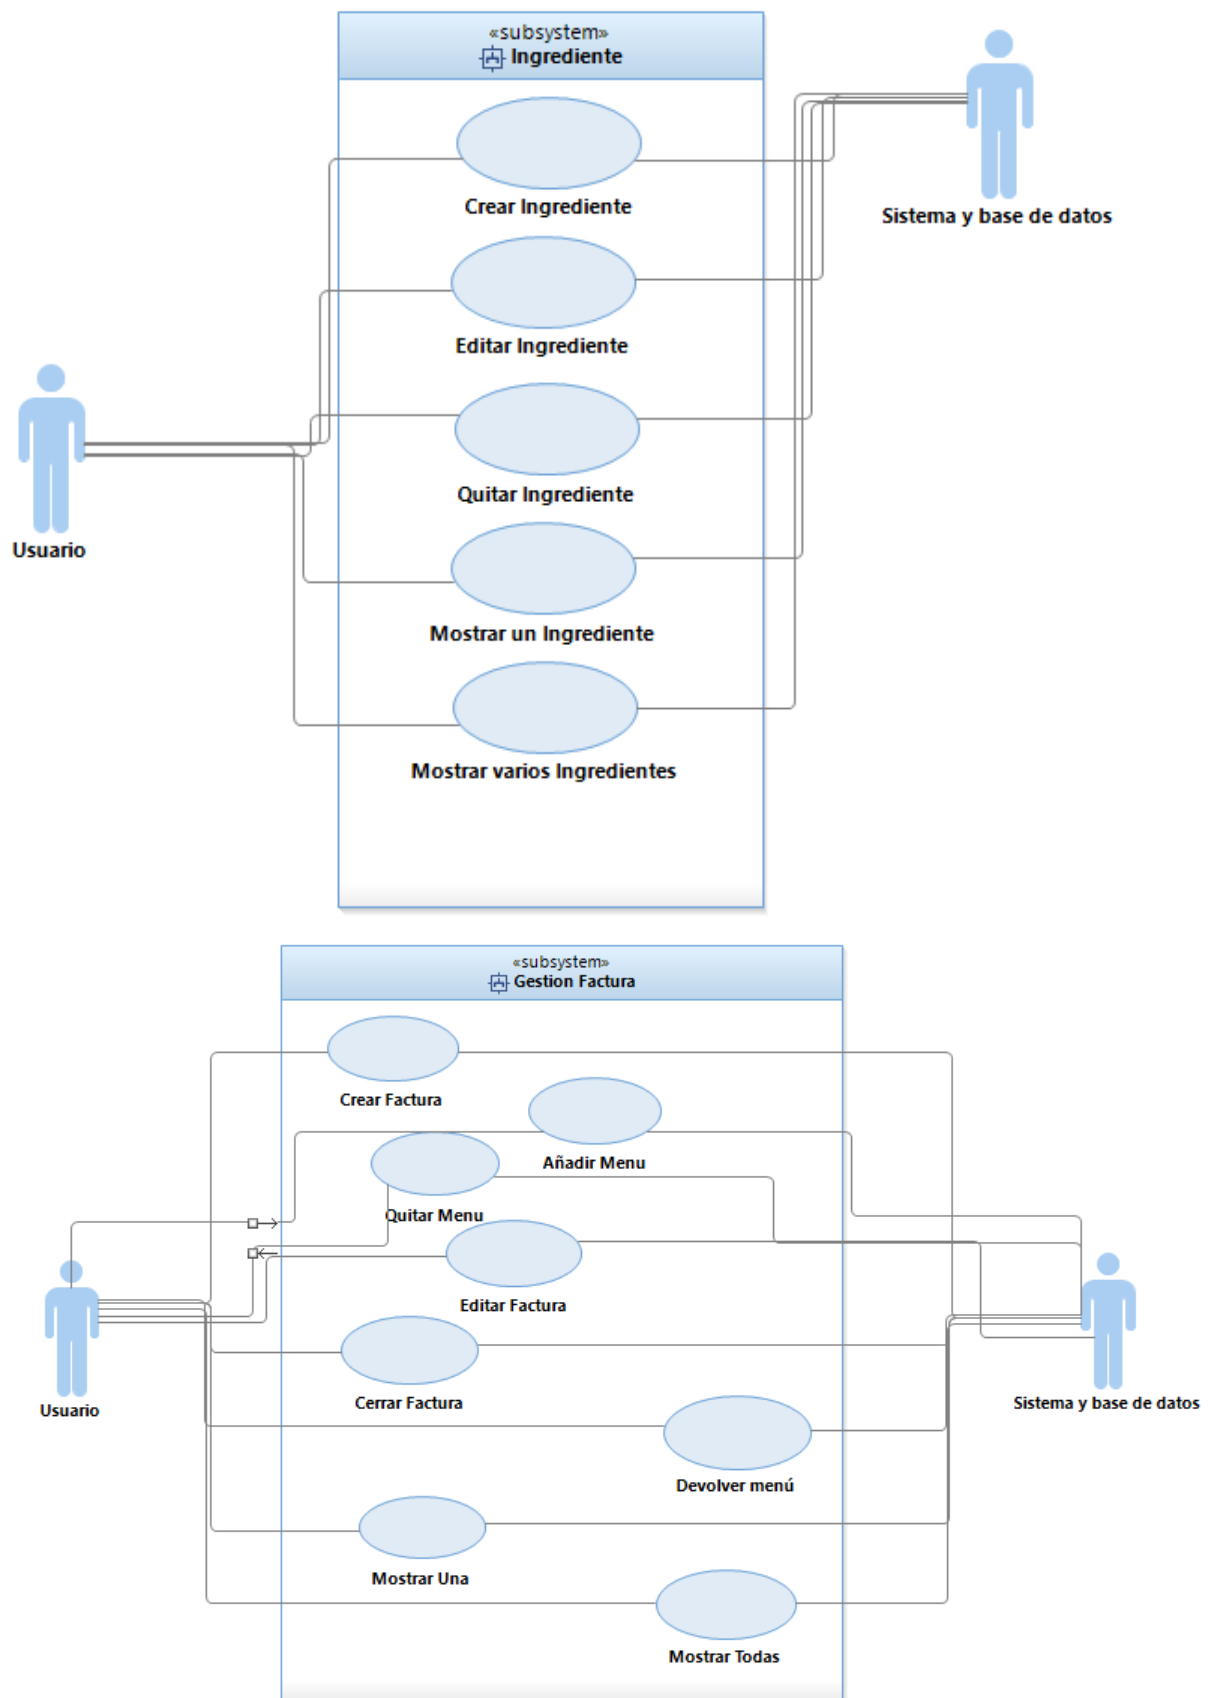 «subsystem»
Ingrediente
Crear Ingrediente
Sistema y base de datos
Editar Ingrediente
Quitar Ingrediente
Usuario
Mostrar un Ingrediente
Mostrar varios Ingredientes
«subsystem»
Gestion Factura
Crear Factura
Añadir Menu
Quitar Menu
Editar Factura
Cerrar Factura
Usuario
Sistema y base de datos
Devolver menú
Mostrar Una
Mostrar Todas